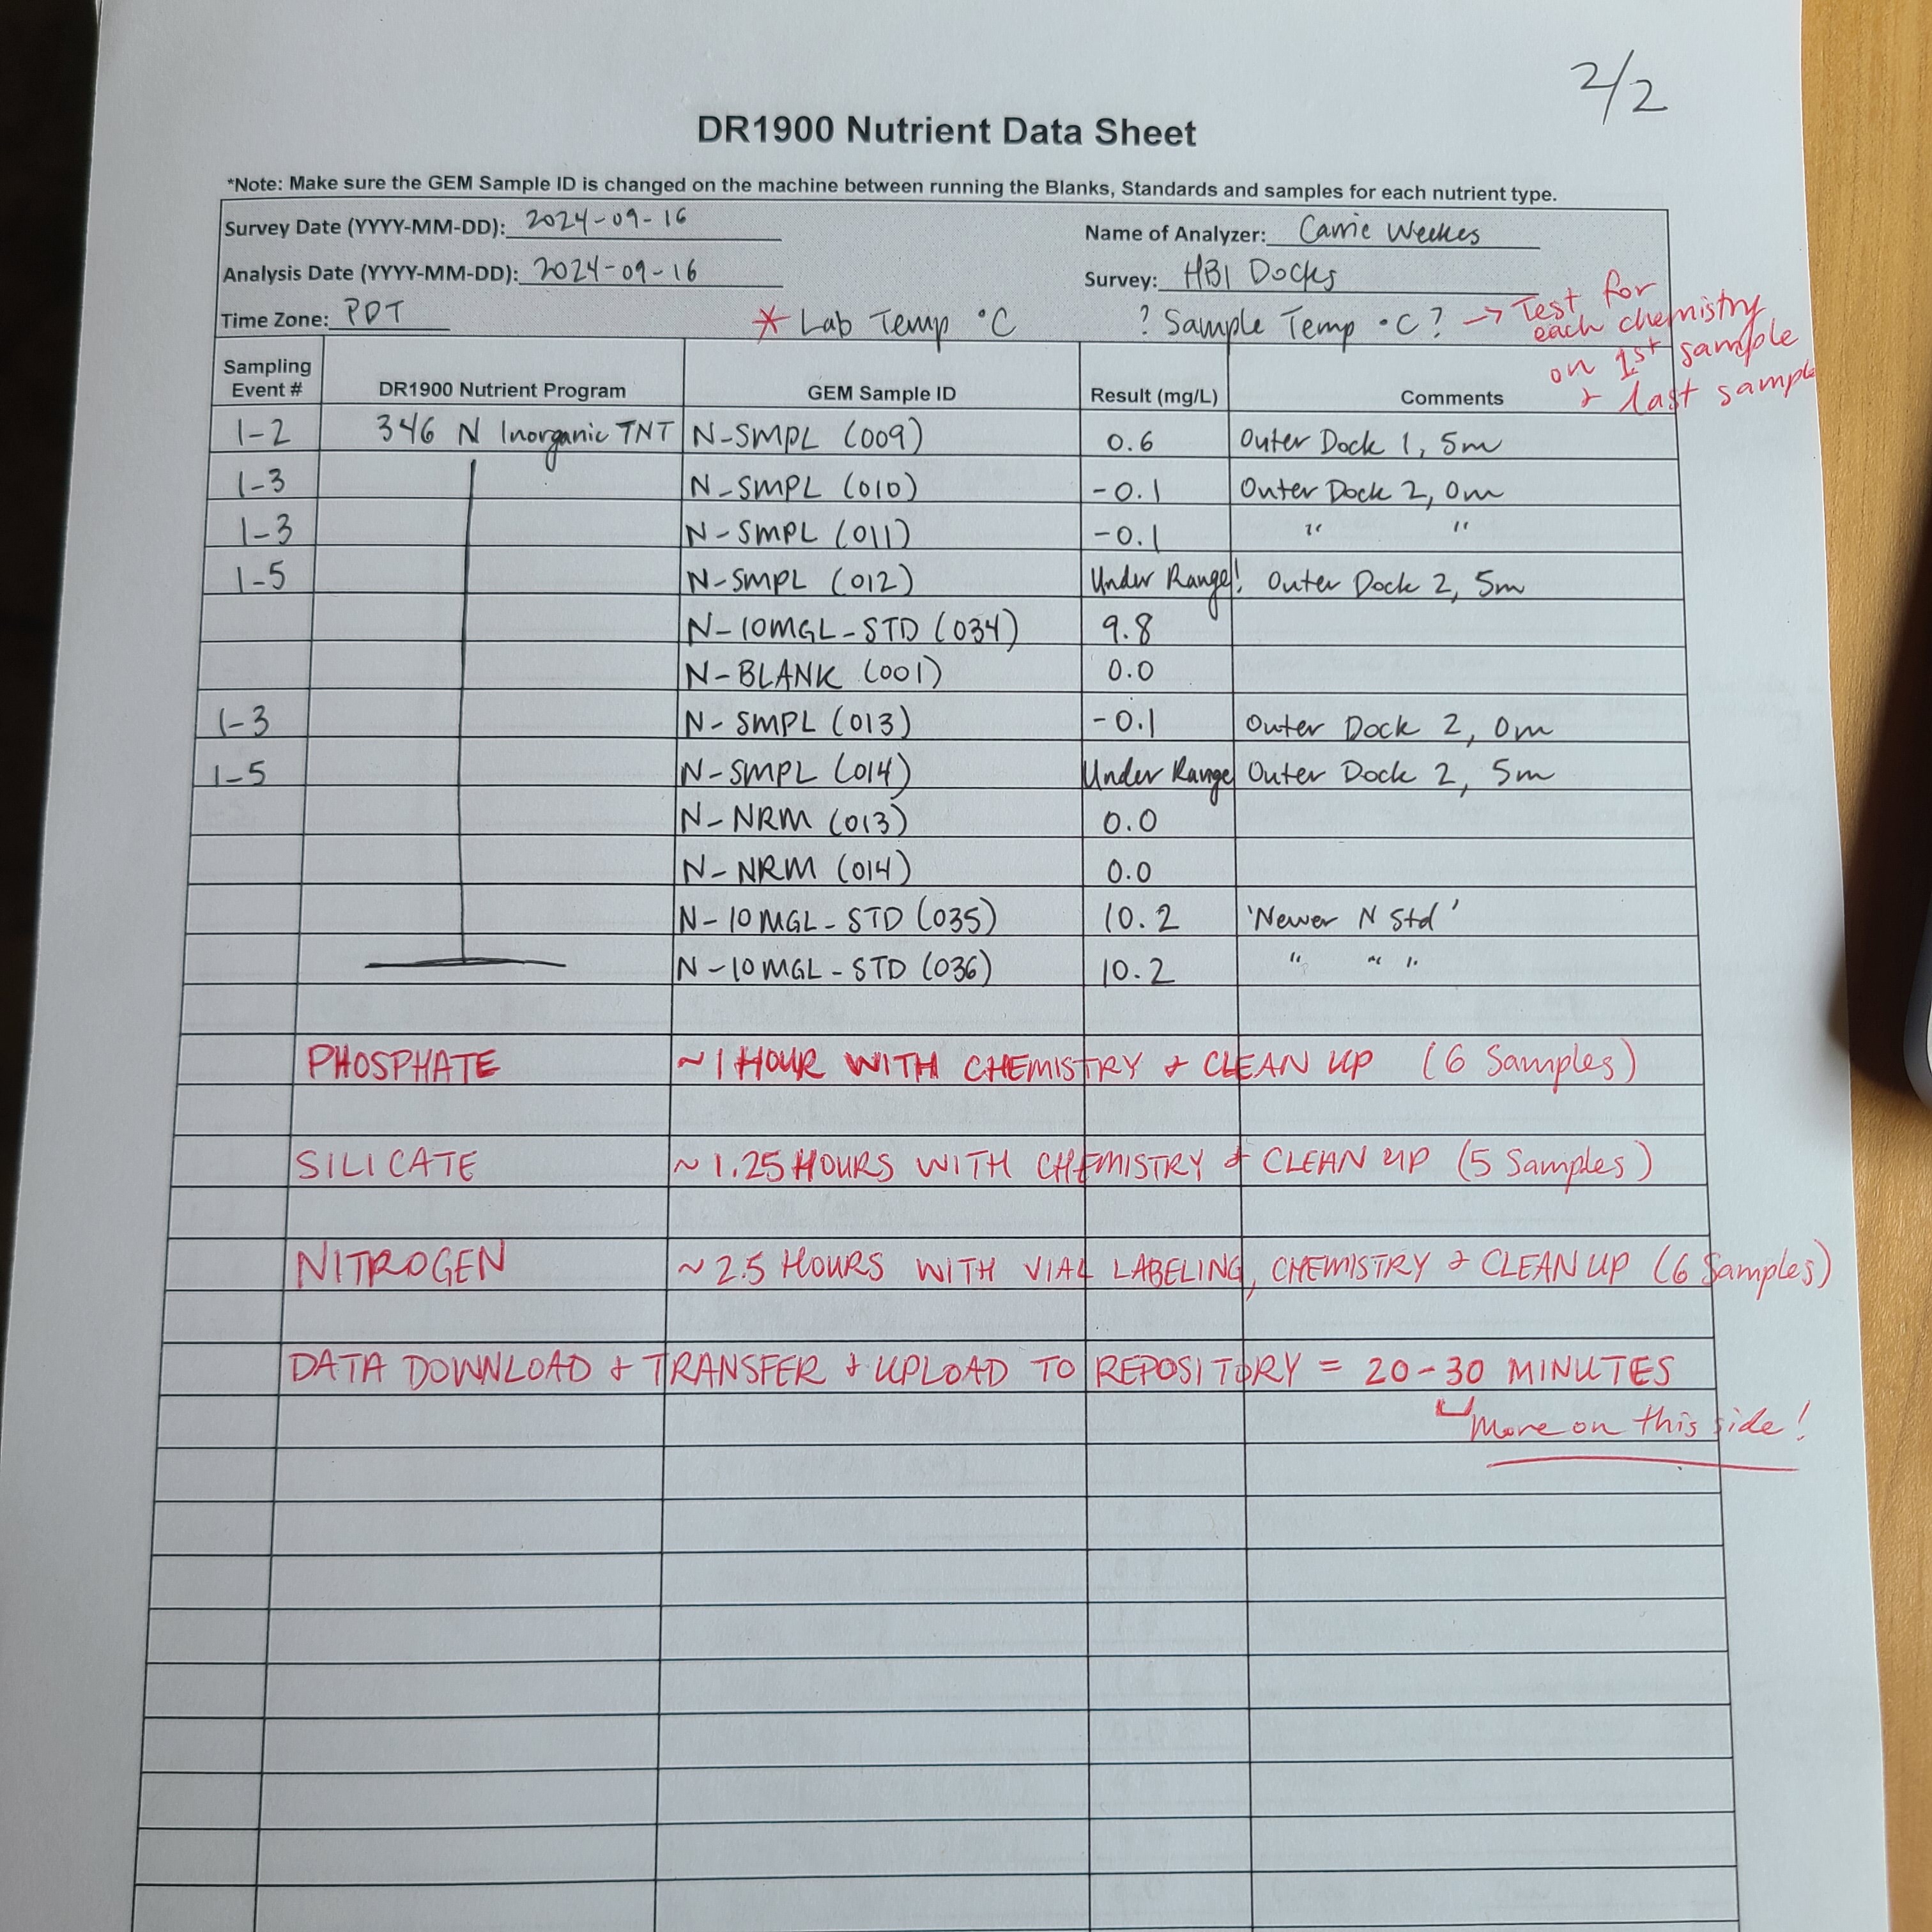 2/2
DR1900 Nutrient Data Sheet
*Note: Make sure the GEM Sample ID is changed on the machine between running the Blanks, Standards and samples for each nutrient type.
Survey Date (YYYY-MM-DD): 2024-09-16 Name of Analyzer: Carrie Weekes
Analysis Date (YYYY-MM-DD): 2024-09-16 Survey: HBI Docks
Time Zone: PDT * Lab Temp °C ? Sample Temp °C? → Test for
each chemistry
on 1st sample
+ last sample
Sampling Event # DR1900 Nutrient Program GEM Sample ID Result (mg/L) Comments
1-2 346 N Inorganic TNT N-SMPL (009) 0.6 Outer Dock 1, 5m
1-3 N-SMPL (010) -0.1 Outer Dock 2, 0m
1-3 N-SMPL (011) -0.1 " "
1-5 N-SMPL (012) Under Range! Outer Dock 2, 5m
N-10MGL-STD (034) 9.8
N-BLANK (001) 0.0
1-3 N-SMPL (013) -0.1 Outer Dock 2, 0m
1-5 N-SMPL (014) Under Range Outer Dock 2, 5m
N-NRM (013) 0.0
N-NRM (014) 0.0
N-10MGL-STD (035) 10.2 'Newer N Std'
N-10MGL-STD (036) 10.2 " " "
PHOSPHATE ~1 HOUR WITH CHEMISTRY + CLEAN UP (6 Samples)
SILICATE ~1.25 HOURS WITH CHEMISTRY + CLEAN UP (5 Samples)
NITROGEN ~2.5 HOURS WITH VIAL LABELING, CHEMISTRY + CLEAN UP (6 Samples)
DATA DOWNLOAD + TRANSFER + UPLOAD TO REPOSITORY = 20-30 MINUTES
More on this side!